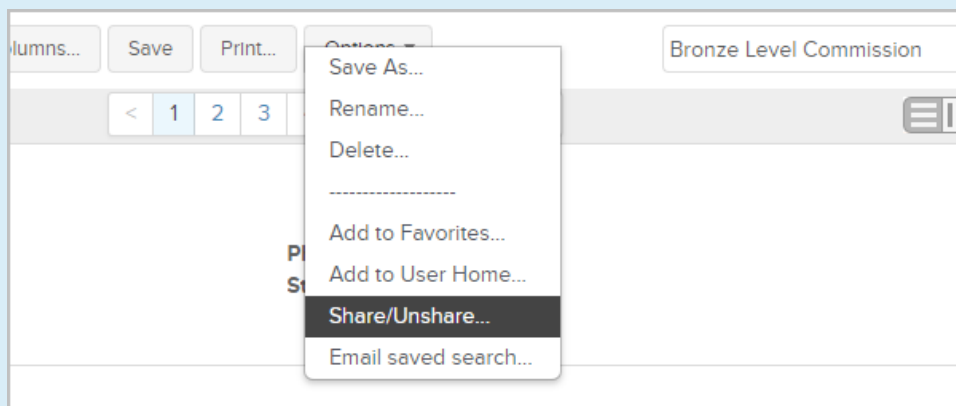 lumns... Save Print... Options Bronze Level Commission
< 1 2 3
Save As...
Rename...
Delete...
-------------------
Add to Favorites...
Add to User Home...
Share/Unshare...
Email saved search...